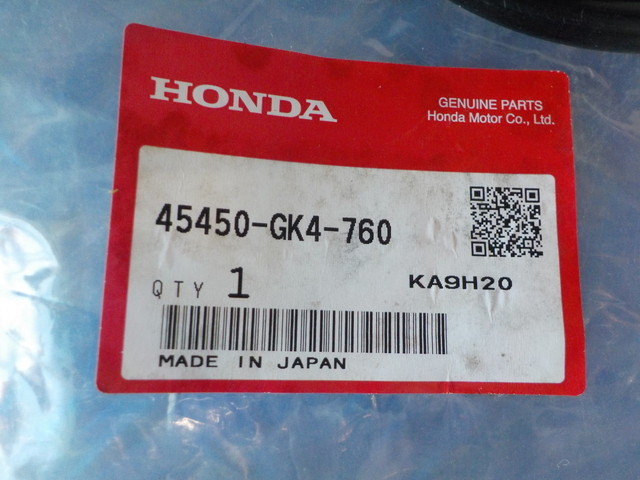 HONDA
GENUINE PARTS
Honda Motor Co., Ltd.
45450-GK4-760
QTY 1
KA9H20
MADE IN JAPAN